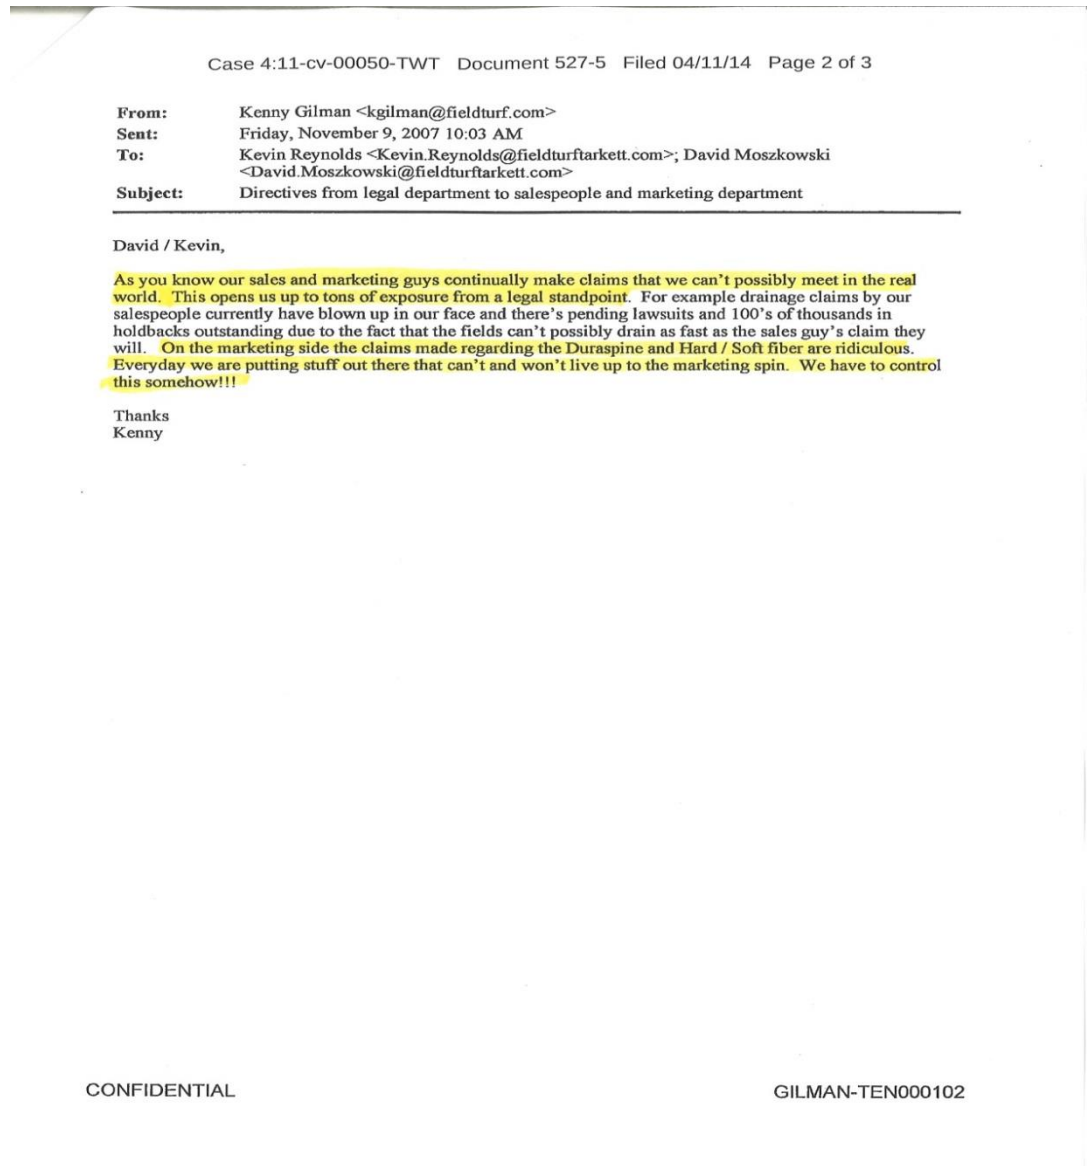 Case 4:11-cv-00050-TWT Document 527-5 Filed 04/11/14 Page 2 of 3
From: Kenny Gilman <kgilman@fieldturf.com>
Sent: Friday, November 9, 2007 10:03 AM
To: Kevin Reynolds <Kevin.Reynolds@fieldturftarkett.com>; David Moszkowski
<David.Moszkowski@fieldturftarkett.com>
Subject: Directives from legal department to salespeople and marketing department
David / Kevin,
As you know our sales and marketing guys continually make claims that we can't possibly meet in the real
world. This opens us up to tons of exposure from a legal standpoint. For example drainage claims by our
salespeople currently have blown up in our face and there's pending lawsuits and 100's of thousands in
holdbacks outstanding due to the fact that the fields can't possibly drain as fast as the sales guy's claim they
will. On the marketing side the claims made regarding the Duraspine and Hard / Soft fiber are ridiculous.
Everyday we are putting stuff out there that can't and won't live up to the marketing spin. We have to control
this somehow!!!
Thanks
Kenny
CONFIDENTIAL
GILMAN-TEN000102